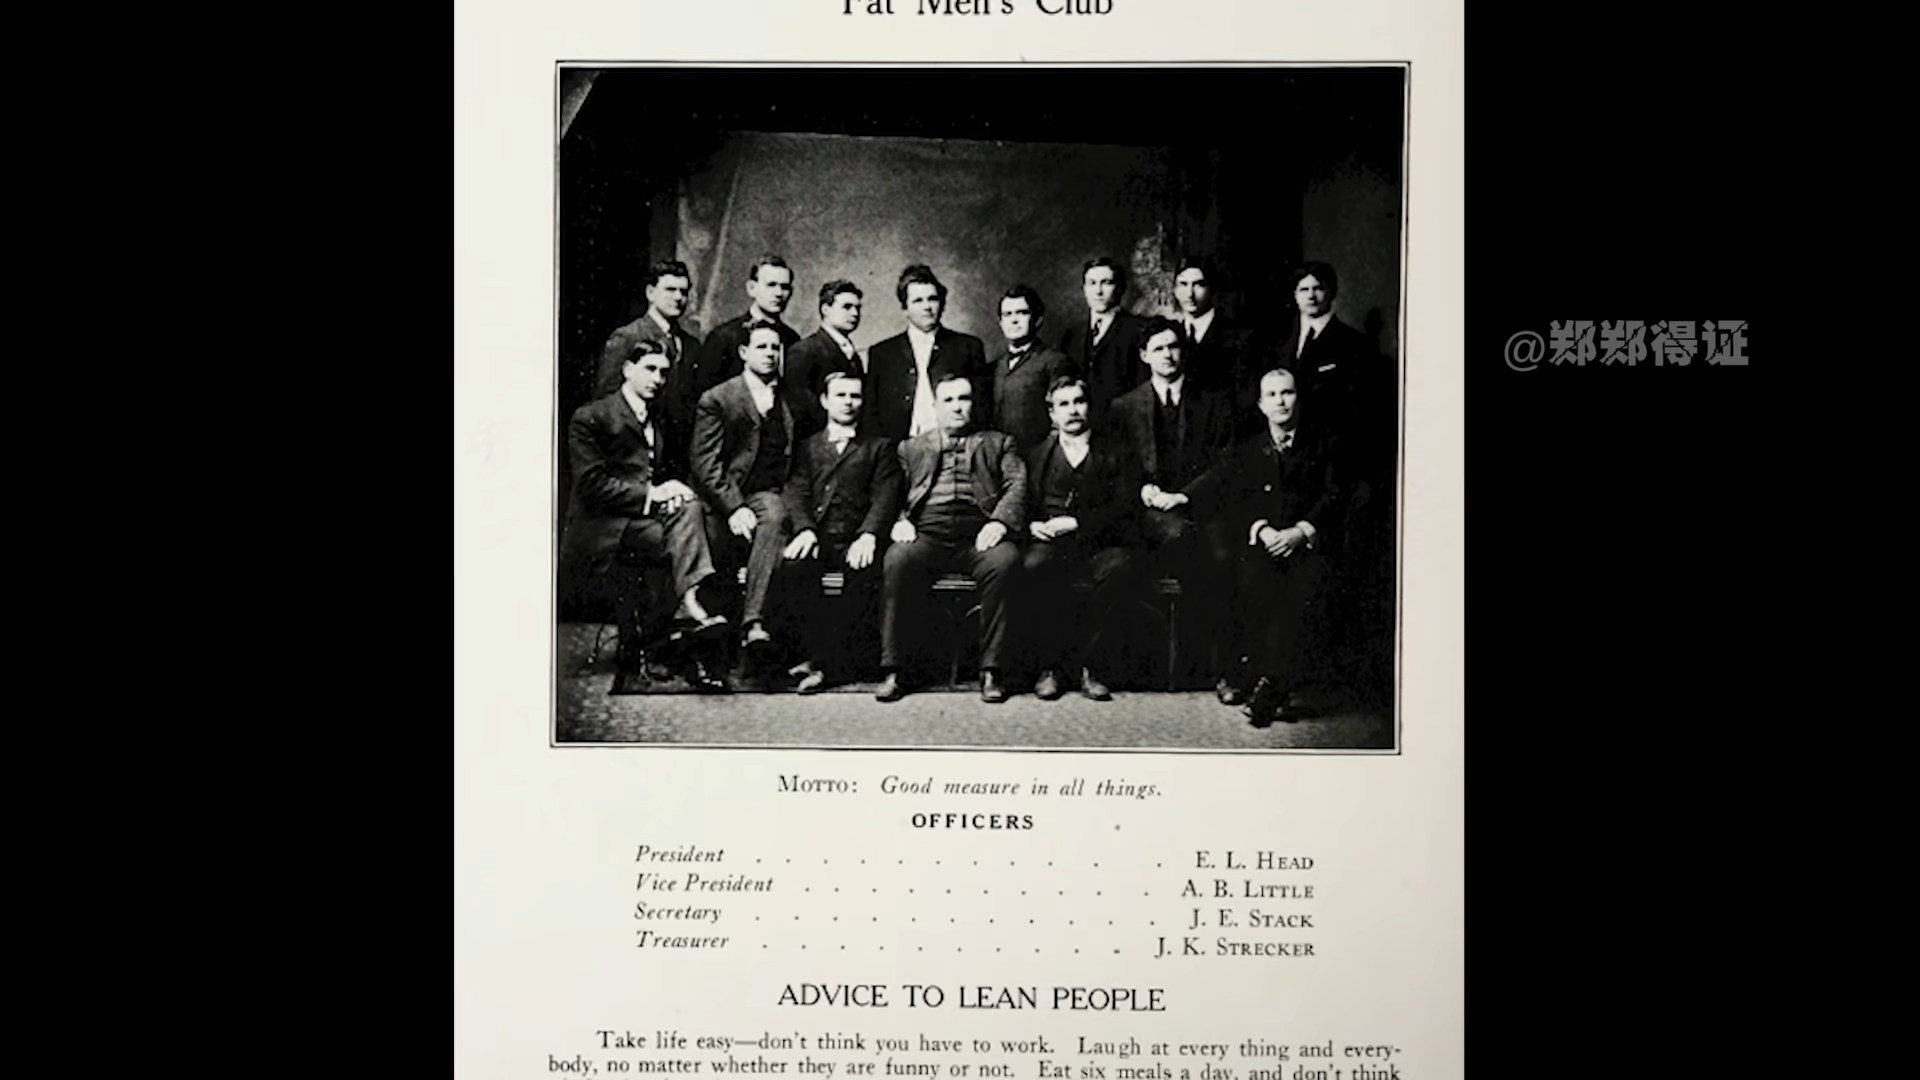 Fat Men's Club
@郑郑得证
MOTTO: Good measure in all things.
OFFICERS
President . . . . . . . . . . . E. L. HEAD
Vice President . . . . . . . . . . . A. B. LITTLE
Secretary . . . . . . . . . . . . J. E. STACK
Treasurer . . . . . . . . . . J. K. STRECKER
ADVICE TO LEAN PEOPLE
Take life easy—don't think you have to work. Laugh at every thing and every-
body, no matter whether they are funny or not. Eat six meals a day, and don't think